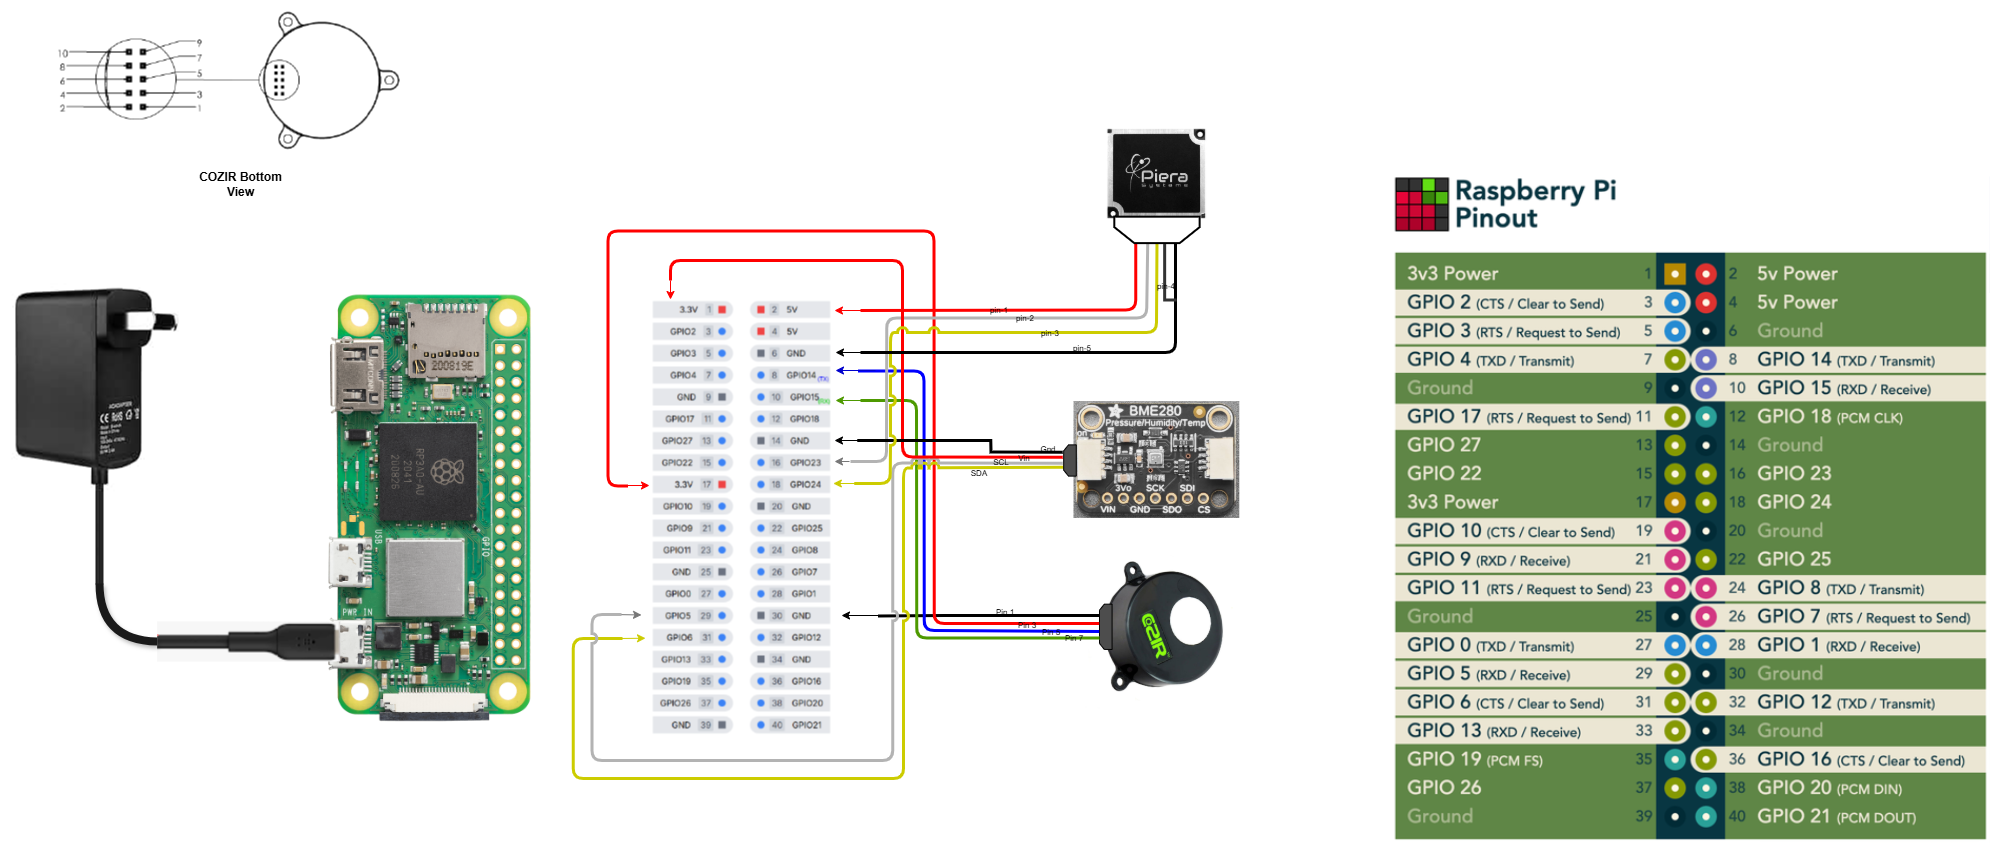 10
8
6
4
2
9
7
5
3
1
COZIR Bottom
View
200819E
RP3A0-AU
2041
200826
USB
GPIO
PWR IN
Piera
Systems
pin-1
pin-2
pin-3
pin-4
pin-5
3.3V 1 2 5V
GPIO2 3 4 5V
GPIO3 5 6 GND
GPIO4 7 8 GPIO14 (TX)
GND 9 10 GPIO15
GPIO17 11 12 GPIO18
GPIO27 13 14 GND
GPIO22 15 16 GPIO23
3.3V 17 18 GPIO24
GPIO10 19 20 GND
GPIO9 21 22 GPIO25
GPIO11 23 24 GPIO8
GND 25 26 GPIO7
GPIO0 27 28 GPIO1
GPIO5 29 30 GND
GPIO6 31 32 GPIO12
GPIO13 33 34 GND
GPIO19 35 36 GPIO16
GPIO26 37 38 GPIO20
GND 39 40 GPIO21
Gnd
Vin
SCL
SDA
BME280
Pressure/Humidity/Temp
3Vo SCK SDI
VIN GND SDO CS
Pin 1
Pin 3
Pin 5
Pin 7
COZIR
Raspberry Pi
Pinout
3v3 Power 1 2 5v Power
GPIO 2 (CTS / Clear to Send) 3 4 5v Power
GPIO 3 (RTS / Request to Send) 5 6 Ground
GPIO 4 (TXD / Transmit) 7 8 GPIO 14 (TXD / Transmit)
Ground 9 10 GPIO 15 (RXD / Receive)
GPIO 17 (RTS / Request to Send) 11 12 GPIO 18 (PCM CLK)
GPIO 27 13 14 Ground
GPIO 22 15 16 GPIO 23
3v3 Power 17 18 GPIO 24
GPIO 10 (CTS / Clear to Send) 19 20 Ground
GPIO 9 (RXD / Receive) 21 22 GPIO 25
GPIO 11 (RTS / Request to Send) 23 24 GPIO 8 (TXD / Transmit)
Ground 25 26 GPIO 7 (RTS / Request to Send)
GPIO 0 (TXD / Transmit) 27 28 GPIO 1 (RXD / Receive)
GPIO 5 (RXD / Receive) 29 30 Ground
GPIO 6 (CTS / Clear to Send) 31 32 GPIO 12 (TXD / Transmit)
GPIO 13 (RXD / Receive) 33 34 Ground
GPIO 19 (PCM FS) 35 36 GPIO 16 (CTS / Clear to Send)
GPIO 26 37 38 GPIO 20 (PCM DIN)
Ground 39 40 GPIO 21 (PCM DOUT)